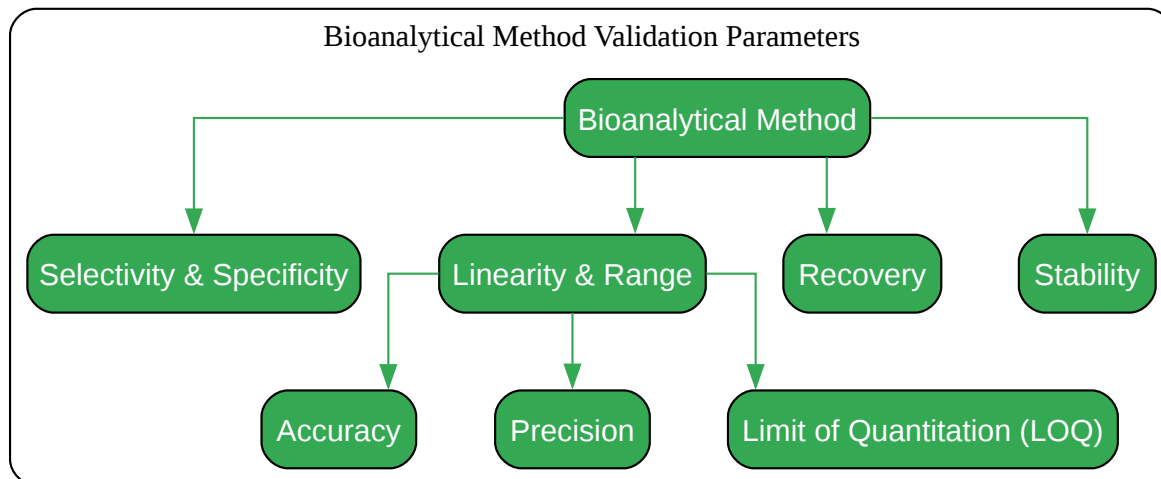 Bioanalytical Method Validation Parameters
Bioanalytical Method
Selectivity & Specificity
Linearity & Range
Recovery
Stability
Accuracy
Precision
Limit of Quantitation (LOQ)